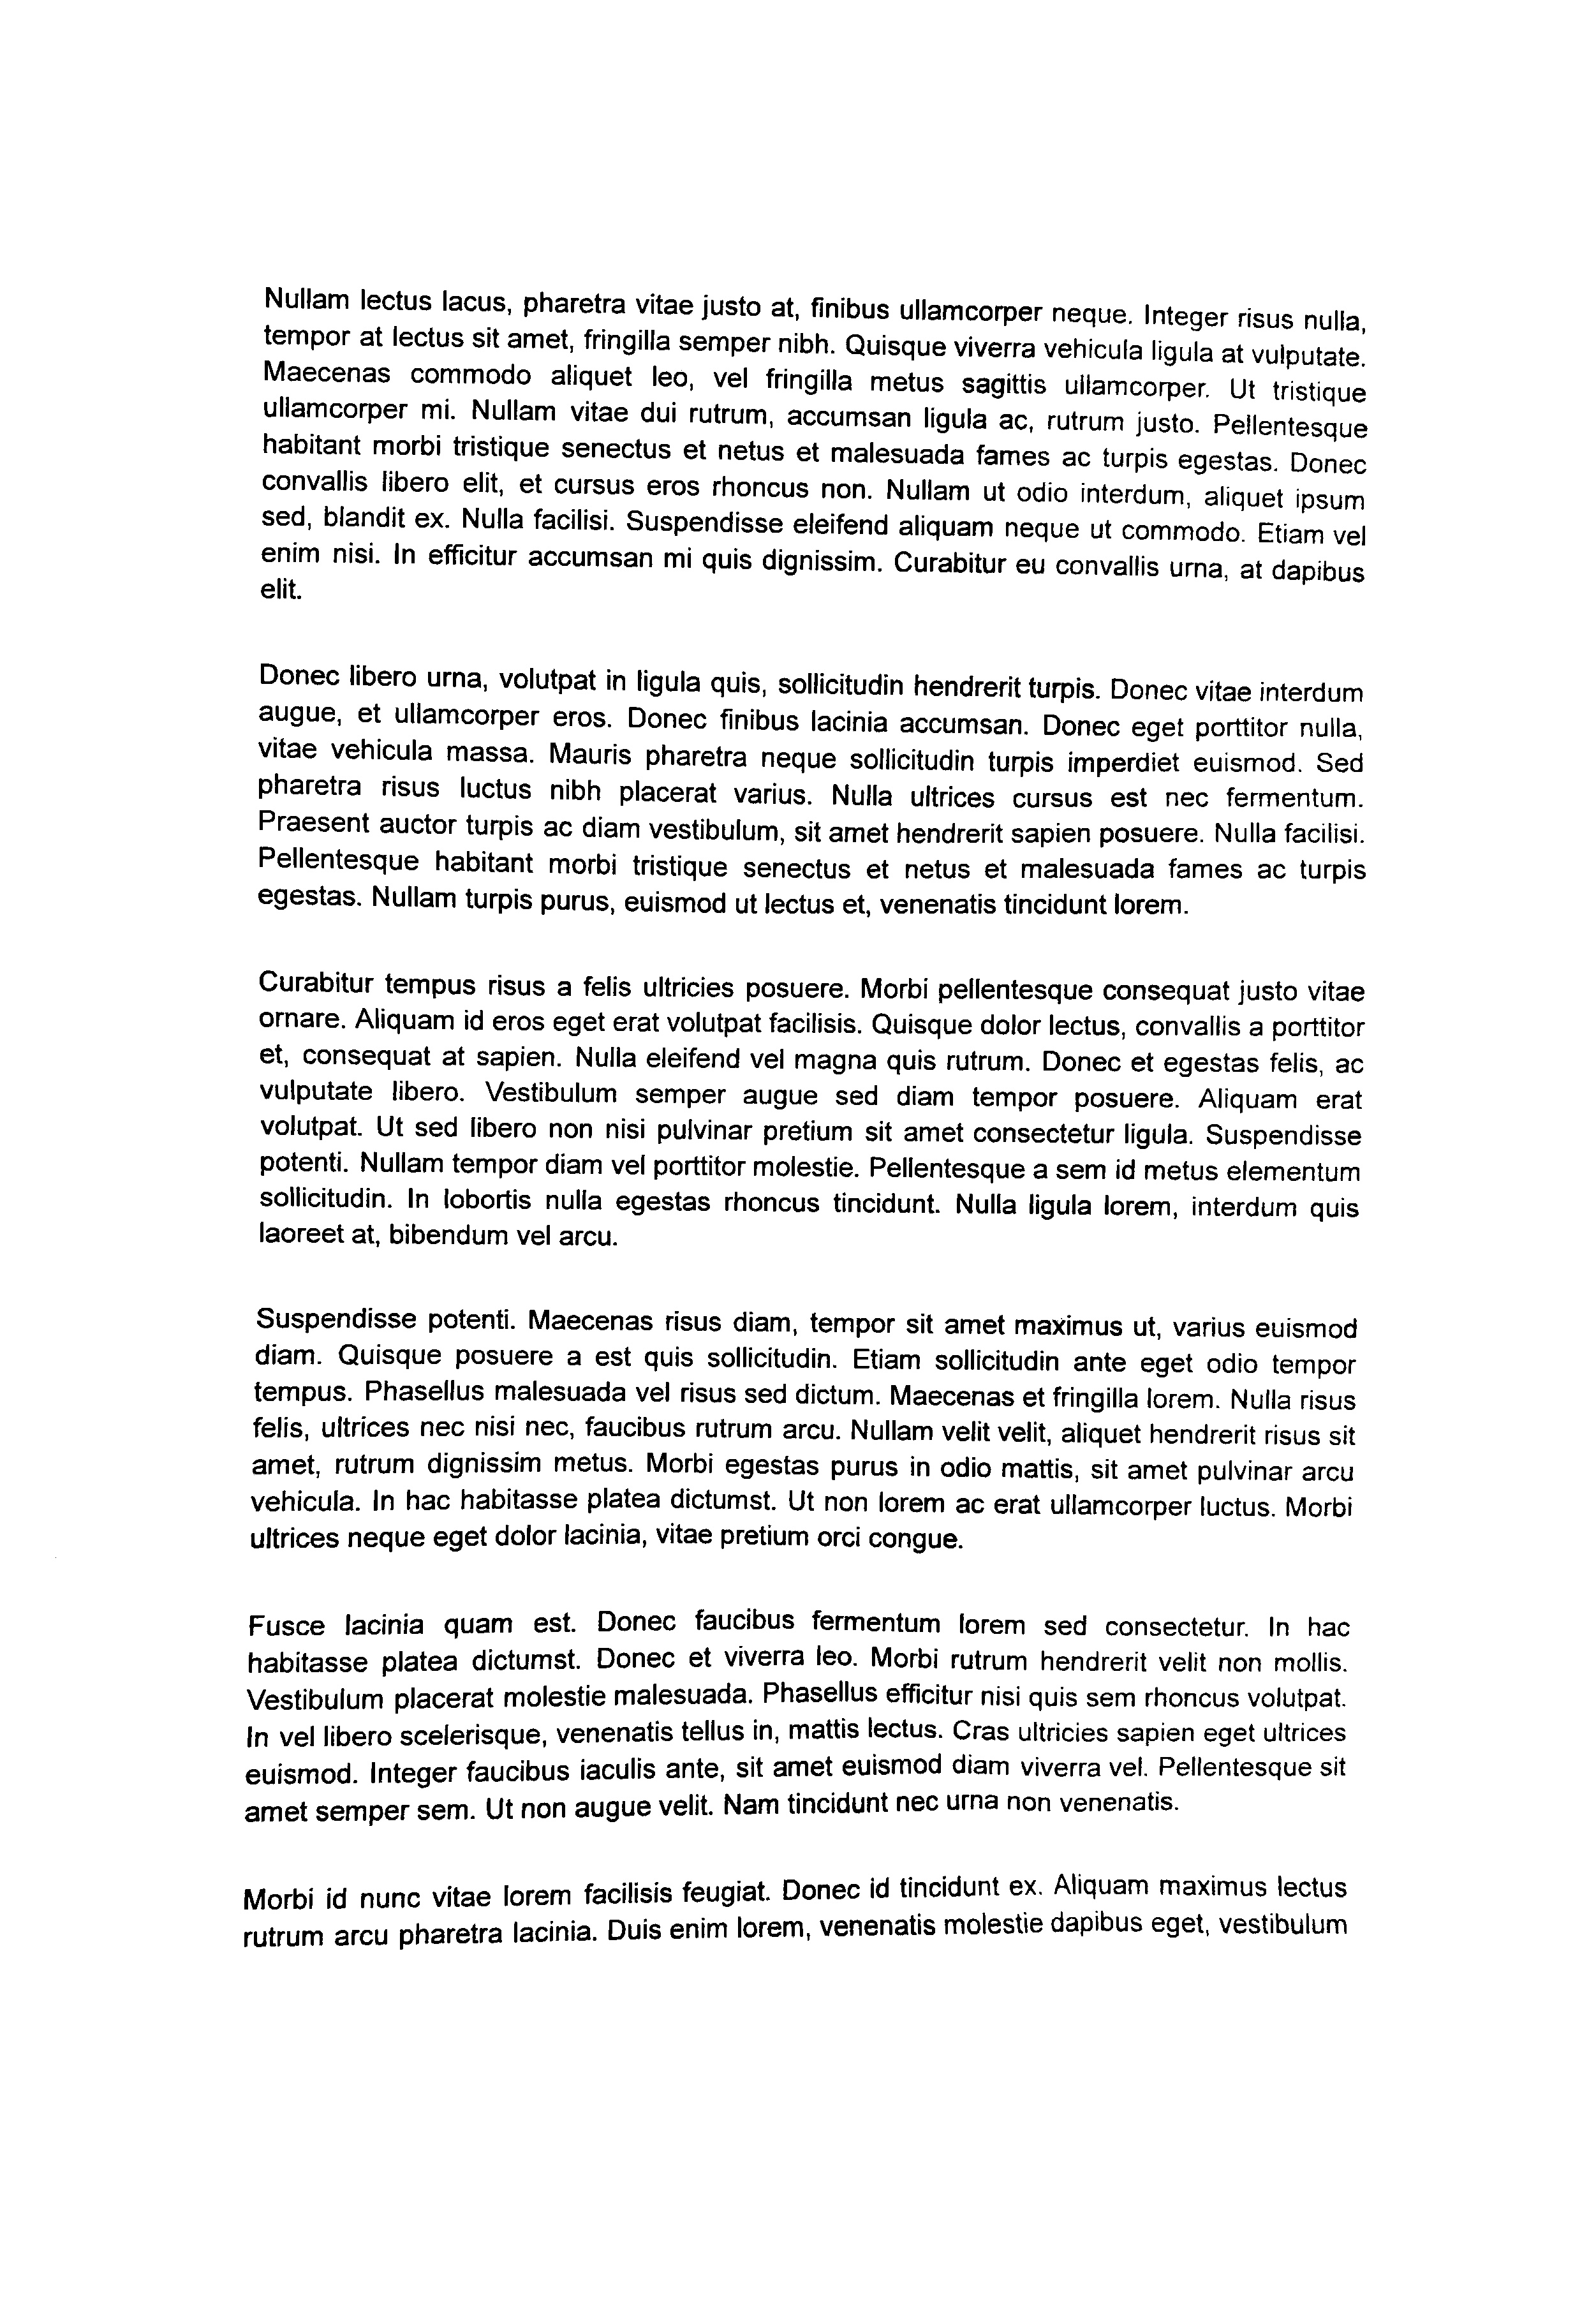 Nullam lectus lacus, pharetra vitae justo at, finibus ullamcorper neque. Integer risus nulla,
tempor at lectus sit amet, fringilla semper nibh. Quisque viverra vehicula ligula at vulputate.
Maecenas commodo aliquet leo, vel fringilla metus sagittis ullamcorper. Ut tristique
ullamcorper mi. Nullam vitae dui rutrum, accumsan ligula ac, rutrum justo. Pellentesque
habitant morbi tristique senectus et netus et malesuada fames ac turpis egestas. Donec
convallis libero elit, et cursus eros rhoncus non. Nullam ut odio interdum, aliquet ipsum
sed, blandit ex. Nulla facilisi. Suspendisse eleifend aliquam neque ut commodo. Etiam vel
enim nisi. In efficitur accumsan mi quis dignissim. Curabitur eu convallis urna, at dapibus
elit.
Donec libero urna, volutpat in ligula quis, sollicitudin hendrerit turpis. Donec vitae interdum
augue, et ullamcorper eros. Donec finibus lacinia accumsan. Donec eget porttitor nulla,
vitae vehicula massa. Mauris pharetra neque sollicitudin turpis imperdiet euismod. Sed
pharetra risus luctus nibh placerat varius. Nulla ultrices cursus est nec fermentum.
Praesent auctor turpis ac diam vestibulum, sit amet hendrerit sapien posuere. Nulla facilisi.
Pellentesque habitant morbi tristique senectus et netus et malesuada fames ac turpis
egestas. Nullam turpis purus, euismod ut lectus et, venenatis tincidunt lorem.
Curabitur tempus risus a felis ultricies posuere. Morbi pellentesque consequat justo vitae
ornare. Aliquam id eros eget erat volutpat facilisis. Quisque dolor lectus, convallis a porttitor
et, consequat at sapien. Nulla eleifend vel magna quis rutrum. Donec et egestas felis, ac
vulputate libero. Vestibulum semper augue sed diam tempor posuere. Aliquam erat
volutpat. Ut sed libero non nisi pulvinar pretium sit amet consectetur ligula. Suspendisse
potenti. Nullam tempor diam vel porttitor molestie. Pellentesque a sem id metus elementum
sollicitudin. In lobortis nulla egestas rhoncus tincidunt. Nulla ligula lorem, interdum quis
laoreet at, bibendum vel arcu.
Suspendisse potenti. Maecenas risus diam, tempor sit amet maximus ut, varius euismod
diam. Quisque posuere a est quis sollicitudin. Etiam sollicitudin ante eget odio tempor
tempus. Phasellus malesuada vel risus sed dictum. Maecenas et fringilla lorem. Nulla risus
felis, ultrices nec nisi nec, faucibus rutrum arcu. Nullam velit velit, aliquet hendrerit risus sit
amet, rutrum dignissim metus. Morbi egestas purus in odio mattis, sit amet pulvinar arcu
vehicula. In hac habitasse platea dictumst. Ut non lorem ac erat ullamcorper luctus. Morbi
ultrices neque eget dolor lacinia, vitae pretium orci congue.
Fusce lacinia quam est. Donec faucibus fermentum lorem sed consectetur. In hac
habitasse platea dictumst. Donec et viverra leo. Morbi rutrum hendrerit velit non mollis.
Vestibulum placerat molestie malesuada. Phasellus efficitur nisi quis sem rhoncus volutpat.
In vel libero scelerisque, venenatis tellus in, mattis lectus. Cras ultricies sapien eget ultrices
euismod. Integer faucibus iaculis ante, sit amet euismod diam viverra vel. Pellentesque sit
amet semper sem. Ut non augue velit. Nam tincidunt nec urna non venenatis.
Morbi id nunc vitae lorem facilisis feugiat. Donec id tincidunt ex. Aliquam maximus lectus
rutrum arcu pharetra lacinia. Duis enim lorem, venenatis molestie dapibus eget, vestibulum